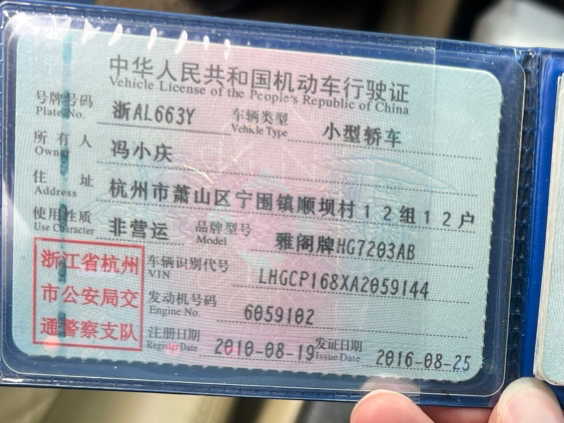 中华人民共和国机动车行驶证
Vehicle License of the People's Republic of China
号牌号码 浙AL663Y 车辆类型 小型轿车
Plate No. Vehicle Type
所有人 冯小庆
Owner
住址 杭州市萧山区宁围镇顺坝村12组12户
Address
使用性质 非营运 品牌型号 雅阁牌HG7203AB
Use Character Model
浙江省杭州
市公安局交
通警察支队
车辆识别代号 LHGCP168XA2059144
VIN
发动机号码 6059102
Engine No.
注册日期 2010-08-19 发证日期 2016-08-25
Register Date Issue Date